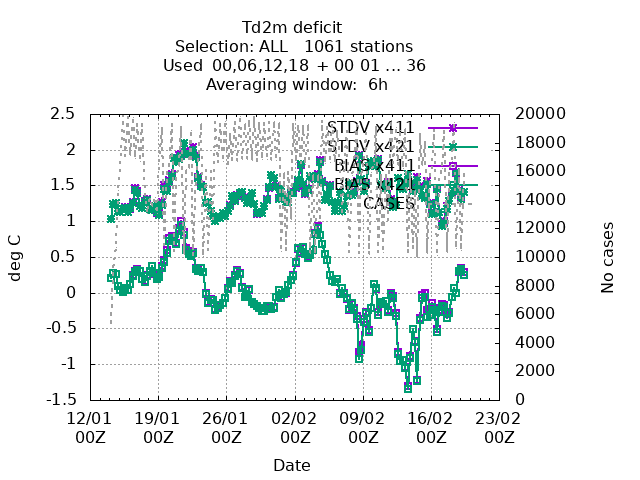 Td2m deficit
Selection: ALL   1061 stations
Used  00,06,12,18  + 00 01 ... 36
Averaging window:  6h
STDV x411
STDV x421
BIAS x411
BIAS x421
CASES
deg C
2.5
2
1.5
1
0.5
0
-0.5
-1
-1.5
20000
18000
16000
14000
12000
10000
8000
6000
4000
2000
0
No cases
12/01 19/01 26/01 02/02 09/02 16/02 23/02
00Z 00Z 00Z 00Z 00Z 00Z 00Z
Date